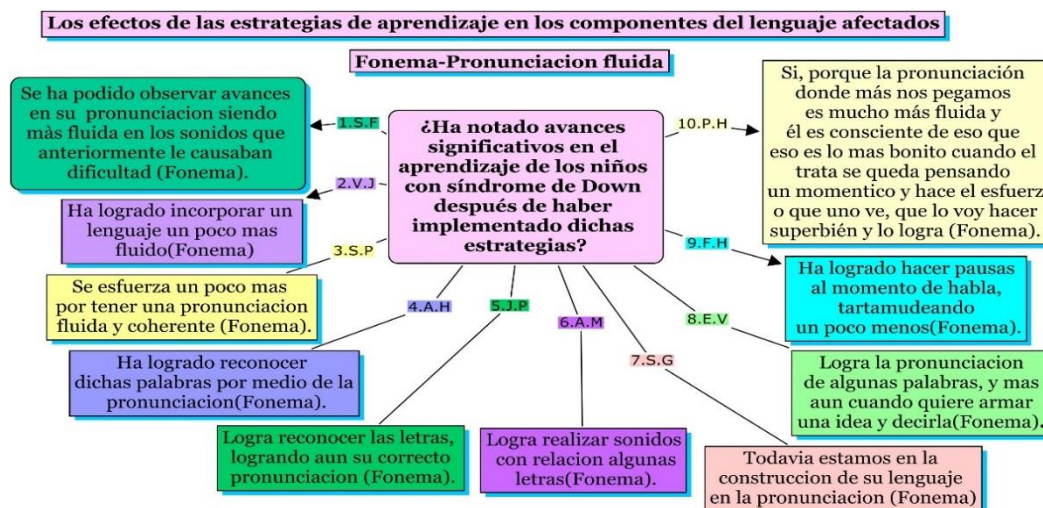 Los efectos de las estrategias de aprendizaje en los componentes del lenguaje afectados
Fonema-Pronunciacion fluida
¿Ha notado avances
significativos en el
aprendizaje de los niños
con síndrome de Down
después de haber
implementado dichas
estrategias?
1.S.F
Se ha podido observar avances
en su pronunciacion siendo
màs fluida en los sonidos que
anteriormente le causaban
dificultad (Fonema).
2.V.J
Ha logrado incorporar un
lenguaje un poco mas
fluido(Fonema)
3.S.P
Se esfuerza un poco mas
por tener una pronunciacion
fluida y coherente (Fonema).
4.A.H
Ha logrado reconocer
dichas palabras por medio de la
pronunciacion(Fonema).
5.J.P
Logra reconocer las letras,
logrando aun su correcto
pronunciacion (Fonema).
6.A.M
Logra realizar sonidos
con relacion algunas
letras(Fonema).
7.S.G
Todavia estamos en la
construccion de su lenguaje
en la pronunciacion (Fonema)
8.E.V
Logra la pronunciacion
de algunas palabras, y mas
aun cuando quiere armar
una idea y decirla(Fonema).
9.F.H
Ha logrado hacer pausas
al momento de habla,
tartamudeando
un poco menos(Fonema).
10.P.H
Si, porque la pronunciación
donde más nos pegamos
es mucho más fluida y
él es consciente de eso que
eso es lo mas bonito cuando el
trata se queda pensando
un momentico y hace el esfuerz
o que uno ve, que lo voy hacer
superbién y lo logra (Fonema).